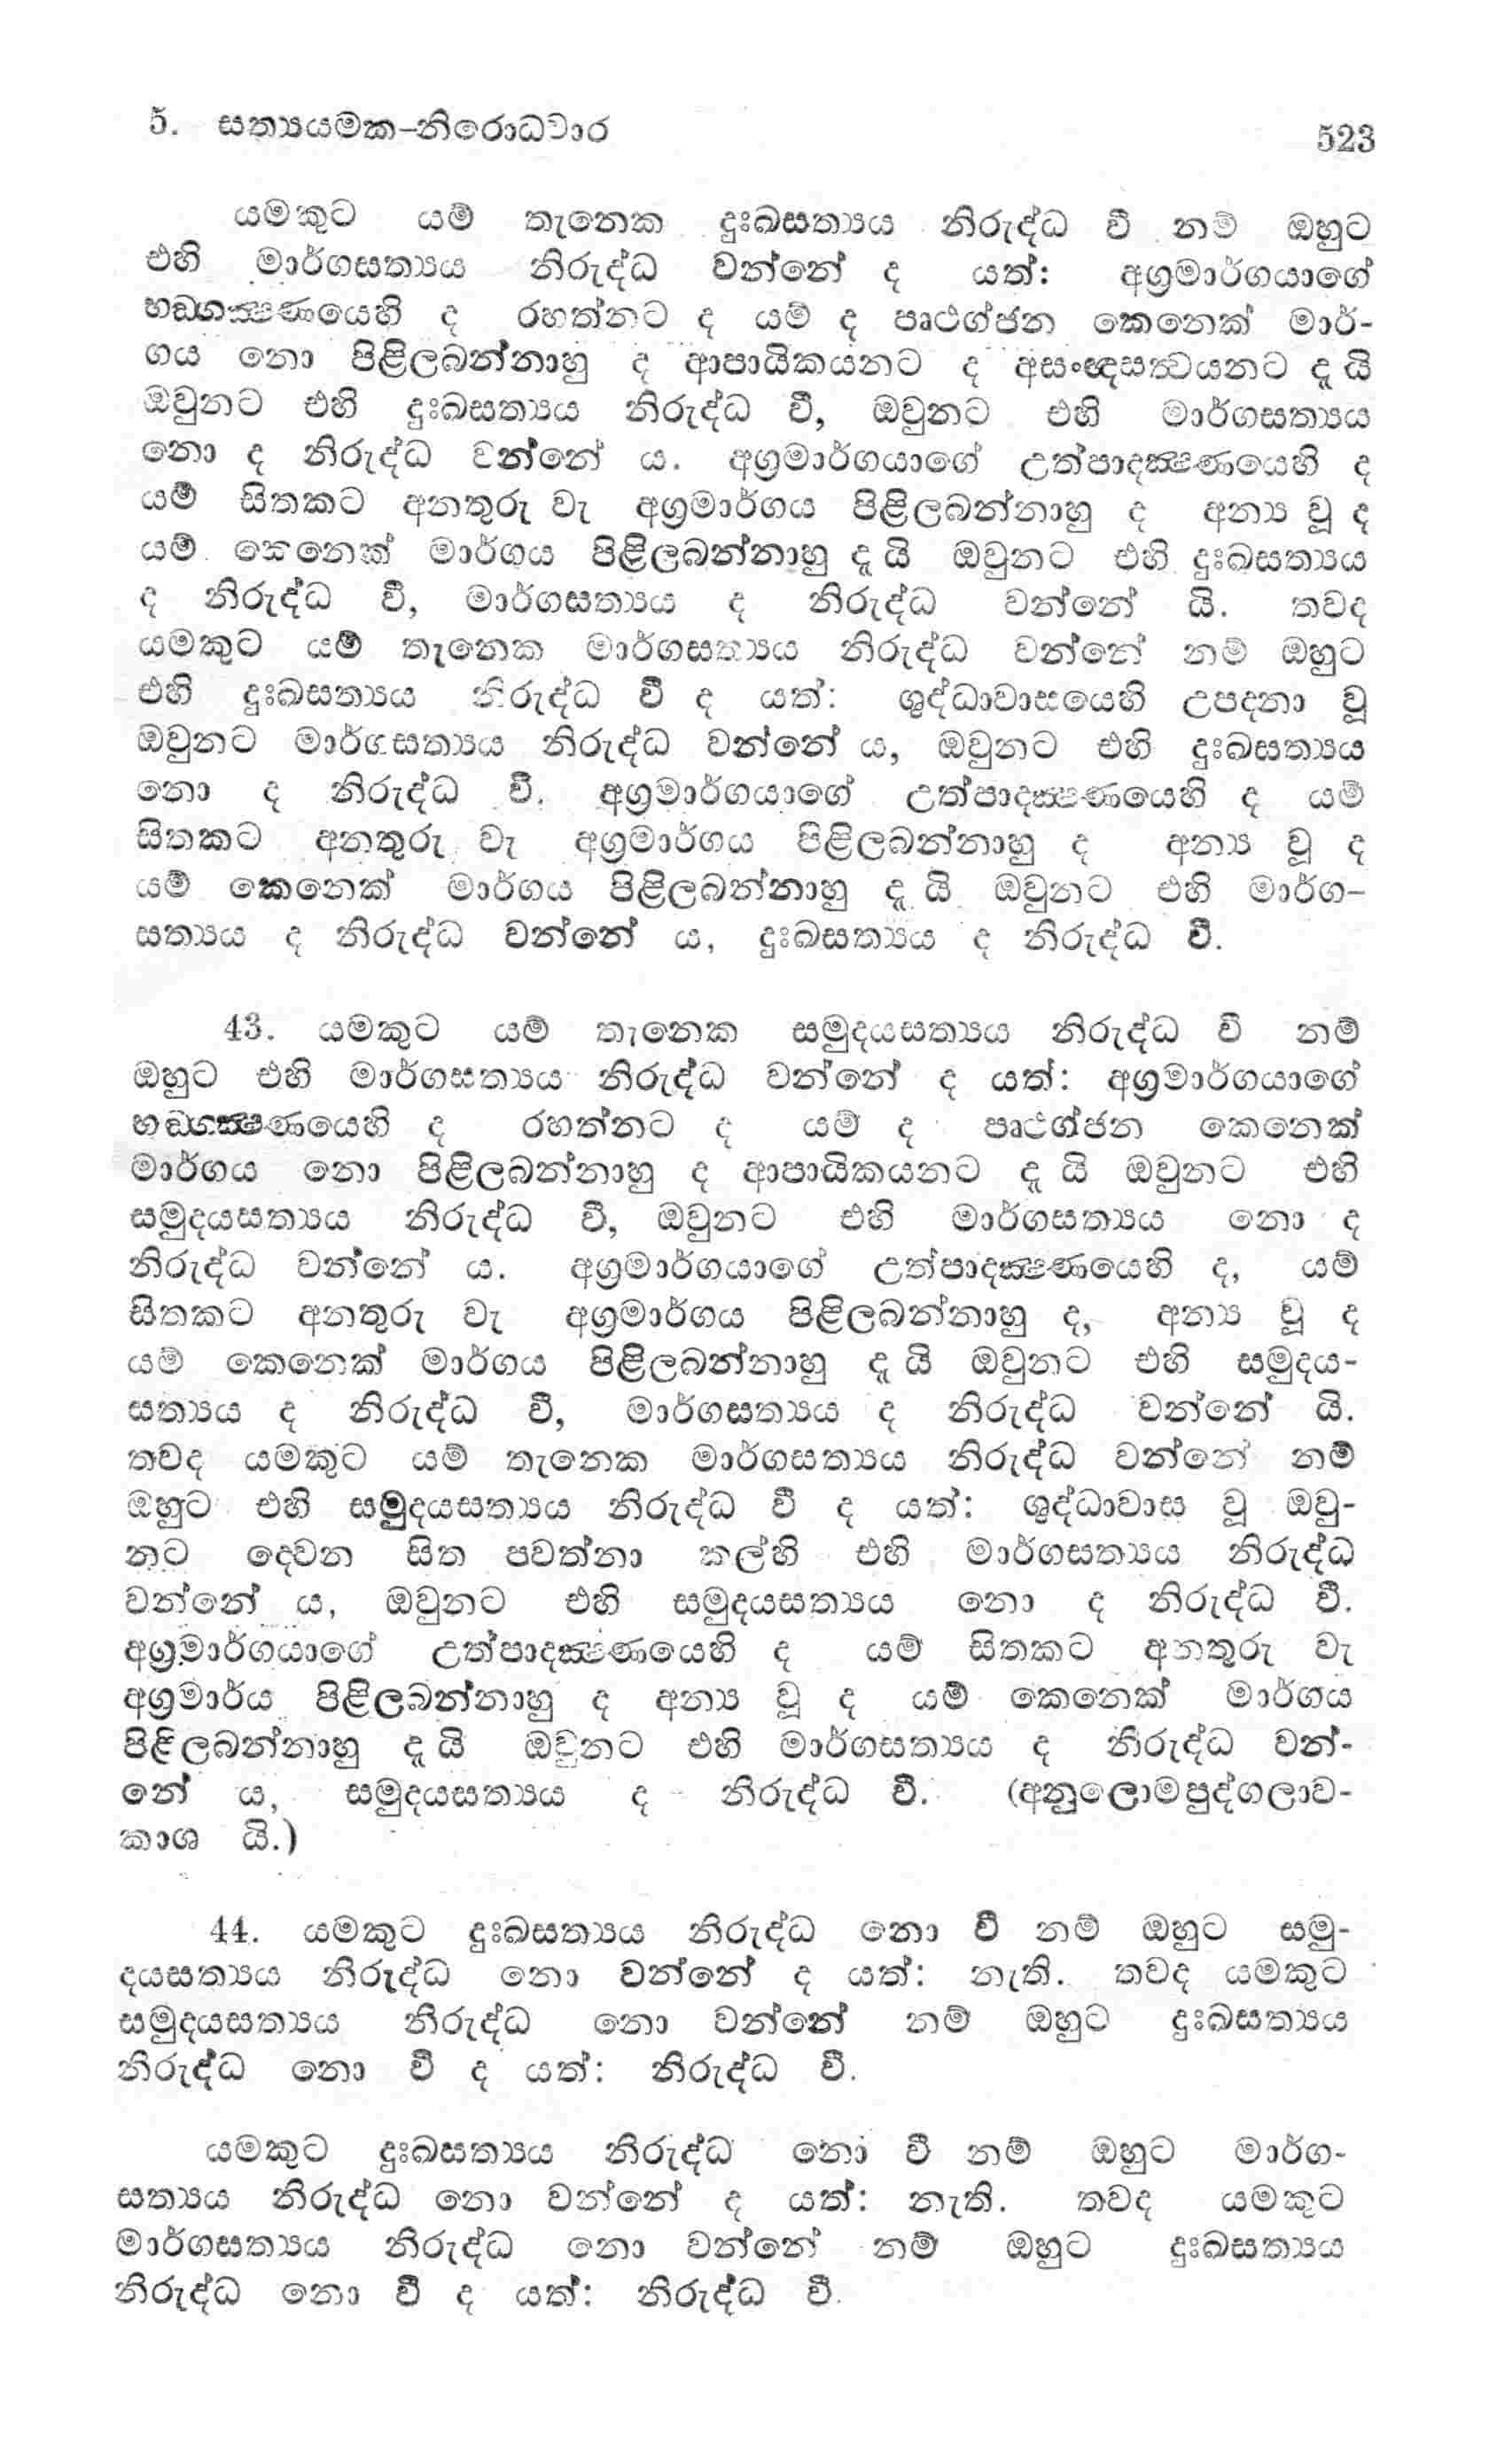 5. සත්‍යයමක-නිරොධවාර
523
යමකුට යම් තැනෙක දුඃඛසත්‍යය නිරුද්ධ වී නම් ඔහුට
එහි මාර්ගසත්‍යය නිරුද්ධ වන්නේ ද යත්: අග්‍රමාර්ගයාගේ
භඞ්ගක්‍ෂණයෙහි ද රහත්නට ද යම් ද පෘථග්ජන කෙනෙක් මාර්-
ගය නො පිළිලබන්නාහු ද ආපායිකයනට ද අසංඥසත්‍වයනට දැ යි
ඔවුනට එහි දුඃඛසත්‍යය නිරුද්ධ වී, ඔවුනට එහි මාර්ගසත්‍යය
නො ද නිරුද්ධ වන්නේ ය. අග්‍රමාර්ගයාගේ උත්පාදක්‍ෂණයෙහි ද
යම් සිතකට අනතුරු වැ අග්‍රමාර්ගය පිළිලබන්නාහු ද අන්‍ය වූ ද
යම් කෙනෙක් මාර්ගය පිළිලබන්නාහු දැ යි ඔවුනට එහි දුඃඛසත්‍යය
ද නිරුද්ධ වී, මාර්ගසත්‍යය ද නිරුද්ධ වන්නේ යි. තවද
යමකුට යම් තැනෙක මාර්ගසත්‍යය නිරුද්ධ වන්නේ නම් ඔහුට
එහි දුඃඛසත්‍යය නිරුද්ධ වී ද යත්: ශුද්ධාවාසයෙහි උපදනා වූ
ඔවුනට මාර්ගසත්‍යය නිරුද්ධ වන්නේ ය, ඔවුනට එහි දුඃඛසත්‍යය
නො ද නිරුද්ධ වී. අග්‍රමාර්ගයාගේ උත්පාදක්‍ෂණයෙහි ද යම්
සිතකට අනතුරු වැ අග්‍රමාර්ගය පිළිලබන්නාහු ද අන්‍ය වූ ද
යම් කෙනෙක් මාර්ගය පිළිලබන්නාහු දැ යි ඔවුනට එහි මාර්ග-
සත්‍යය ද නිරුද්ධ වන්නේ ය, දුඃඛසත්‍යය ද නිරුද්ධ වී.
43. යමකුට යම් තැනෙක සමුදයසත්‍යය නිරුද්ධ වී නම්
ඔහුට එහි මාර්ගසත්‍යය නිරුද්ධ වන්නේ ද යත්: අග්‍රමාර්ගයාගේ
භඞ්ගක්‍ෂණයෙහි ද රහත්නට ද යම් ද පෘථග්ජන කෙනෙක්
මාර්ගය නො පිළිලබන්නාහු ද ආපායිකයනට දැ යි ඔවුනට එහි
සමුදයසත්‍යය නිරුද්ධ වී, ඔවුනට එහි මාර්ගසත්‍යය නො ද
නිරුද්ධ වන්නේ ය. අග්‍රමාර්ගයාගේ උත්පාදක්‍ෂණයෙහි ද, යම්
සිතකට අනතුරු වැ අග්‍රමාර්ගය පිළිලබන්නාහු ද, අන්‍ය වූ ද
යම් කෙනෙක් මාර්ගය පිළිලබන්නාහු දැ යි ඔවුනට එහි සමුදය-
සත්‍යය ද නිරුද්ධ වී, මාර්ගසත්‍යය ද නිරුද්ධ වන්නේ යි.
තවද යමකුට යම් තැනෙක මාර්ගසත්‍යය නිරුද්ධ වන්නේ නම්
ඔහුට එහි සමුදයසත්‍යය නිරුද්ධ වී ද යත්: ශුද්ධාවාස වූ ඔවු-
නට දෙවන සිත පවත්නා කල්හි එහි මාර්ගසත්‍යය නිරුද්ධ
වන්නේ ය, ඔවුනට එහි සමුදයසත්‍යය නො ද නිරුද්ධ වී.
අග්‍රමාර්ගයාගේ උත්පාදක්‍ෂණයෙහි ද යම් සිතකට අනතුරු වැ
අග්‍රමාර්ය පිළිලබන්නාහු ද අන්‍ය වූ ද යම් කෙනෙක් මාර්ගය
පිළිලබන්නාහු දැ යි ඔවුනට එහි මාර්ගසත්‍යය ද නිරුද්ධ වන්-
නේ ය, සමුදයසත්‍යය ද නිරුද්ධ වී. (අනුලොමපුද්ගලාව-
කාශ යි.)
44. යමකුට දුඃඛසත්‍යය නිරුද්ධ නො වී නම් ඔහුට සමු-
දයසත්‍යය නිරුද්ධ නො වන්නේ ද යත්: නැති. තවද යමකුට
සමුදයසත්‍යය නිරුද්ධ නො වන්නේ නම් ඔහුට දුඃඛසත්‍යය
නිරුද්ධ නො වී ද යත්: නිරුද්ධ වී.
යමකුට දුඃඛසත්‍යය නිරුද්ධ නො වී නම් ඔහුට මාර්ග-
සත්‍යය නිරුද්ධ නො වන්නේ ද යත්: නැති. තවද යමකුට
මාර්ගසත්‍යය නිරුද්ධ නො වන්නේ නම් ඔහුට දුඃඛසත්‍යය
නිරුද්ධ නො වී ද යත්: නිරුද්ධ වී.